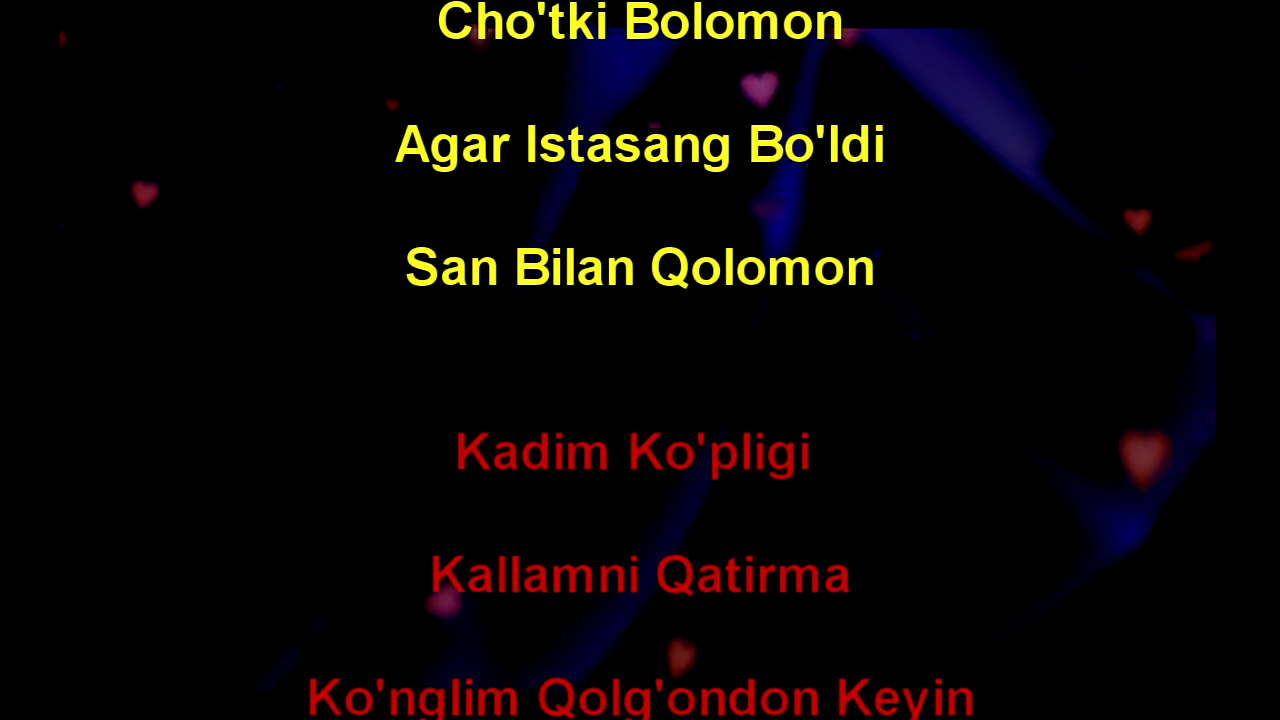 Cho'tki Bolomon
Agar Istasang Bo'ldi
San Bilan Qolomon
Kadim Ko'pligi
Kallamni Qatirma
Ko'nglim Qolg'ondon Keyin